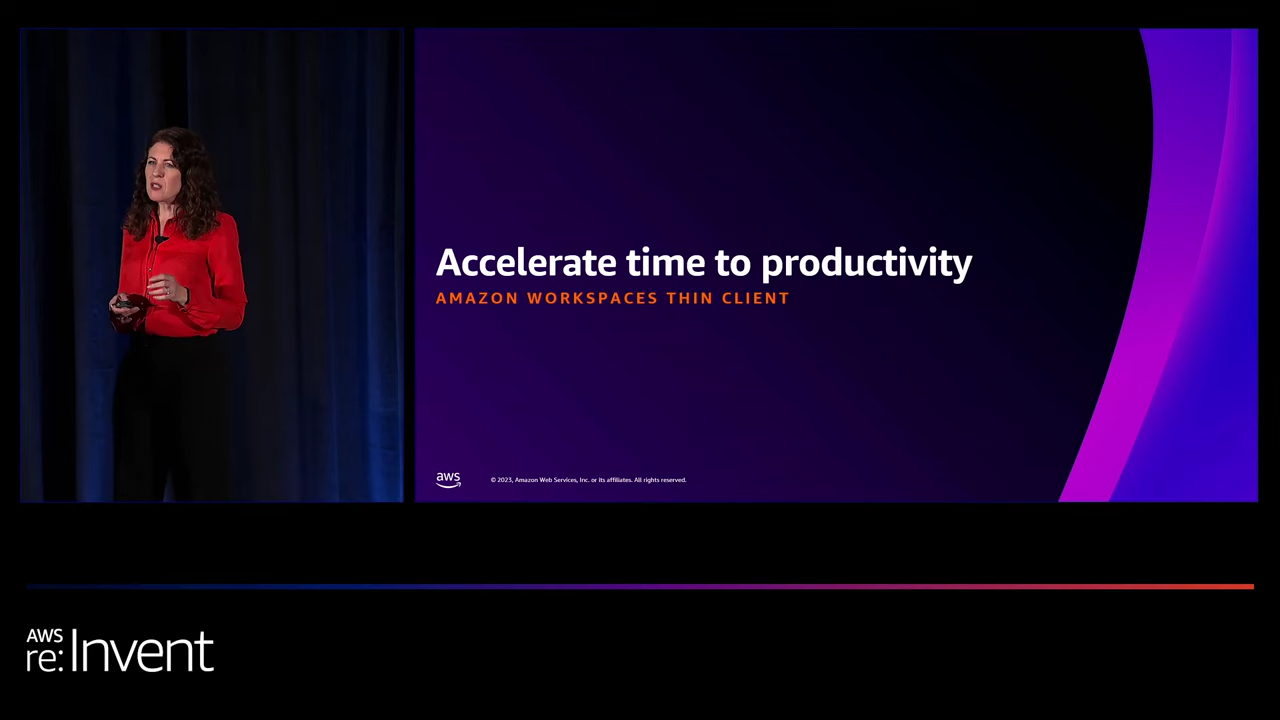 Accelerate time to productivity
AMAZON WORKSPACES THIN CLIENT
aws
© 2023, Amazon Web Services, Inc. or its affiliates. All rights reserved.
AWS
re:Invent